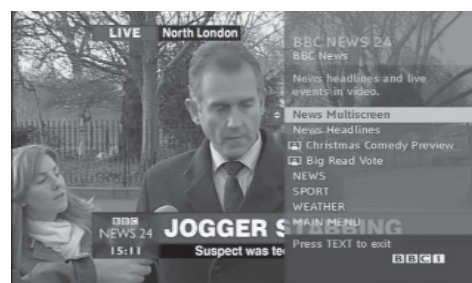 LIVE North London
BBC NEWS 24
BBC News
News headlines and live
events in video.
News Multiscreen
News Headlines
Christmas Comedy Preview
Big Read Vote
NEWS
SPORT
WEATHER
MAIN MENU
Press TEXT to exit
BBCi
BBC
NEWS 24
15:11
JOGGER STABBING
Suspect was